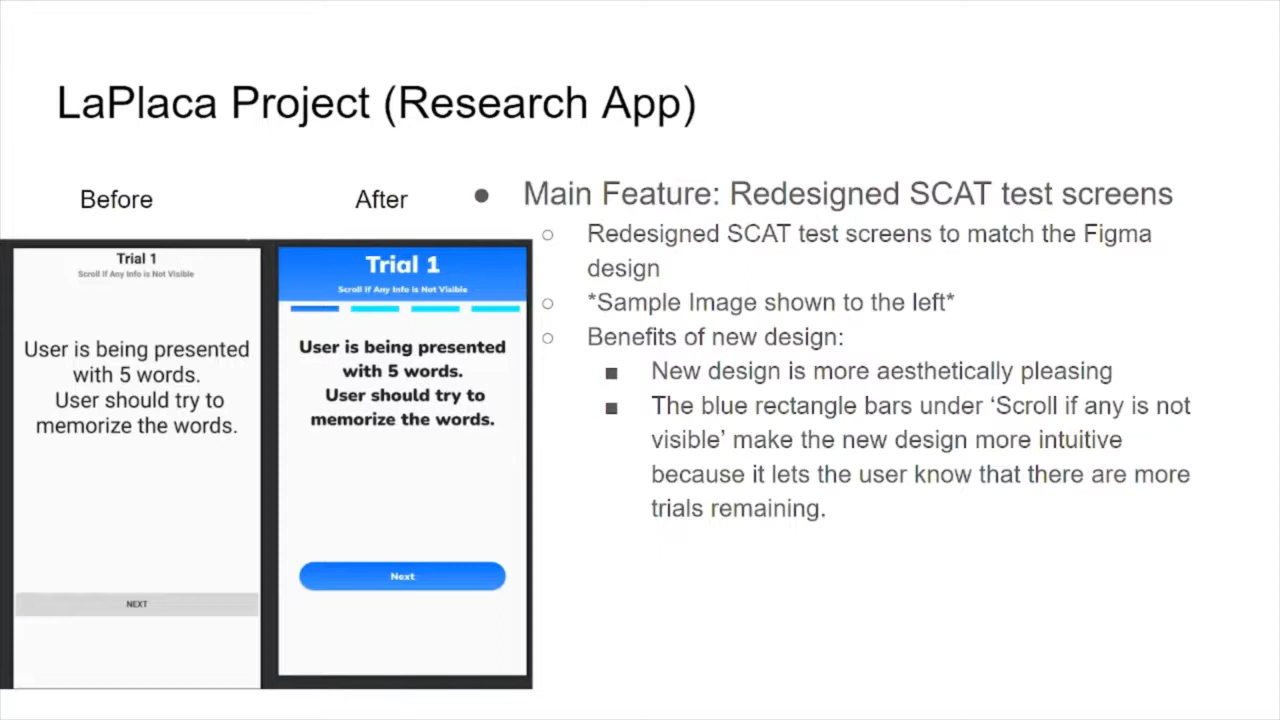 LaPlaca Project (Research App)
Before
After
Trial 1
Scroll If Any Info is Not Visible
User is being presented
with 5 words.
User should try to
memorize the words.
NEXT
Trial 1
Scroll If Any Info is Not Visible
User is being presented
with 5 words.
User should try to
memorize the words.
Next
● Main Feature: Redesigned SCAT test screens
○ Redesigned SCAT test screens to match the Figma
design
○ *Sample Image shown to the left*
○ Benefits of new design:
■ New design is more aesthetically pleasing
■ The blue rectangle bars under ‘Scroll if any is not
visible’ make the new design more intuitive
because it lets the user know that there are more
trials remaining.